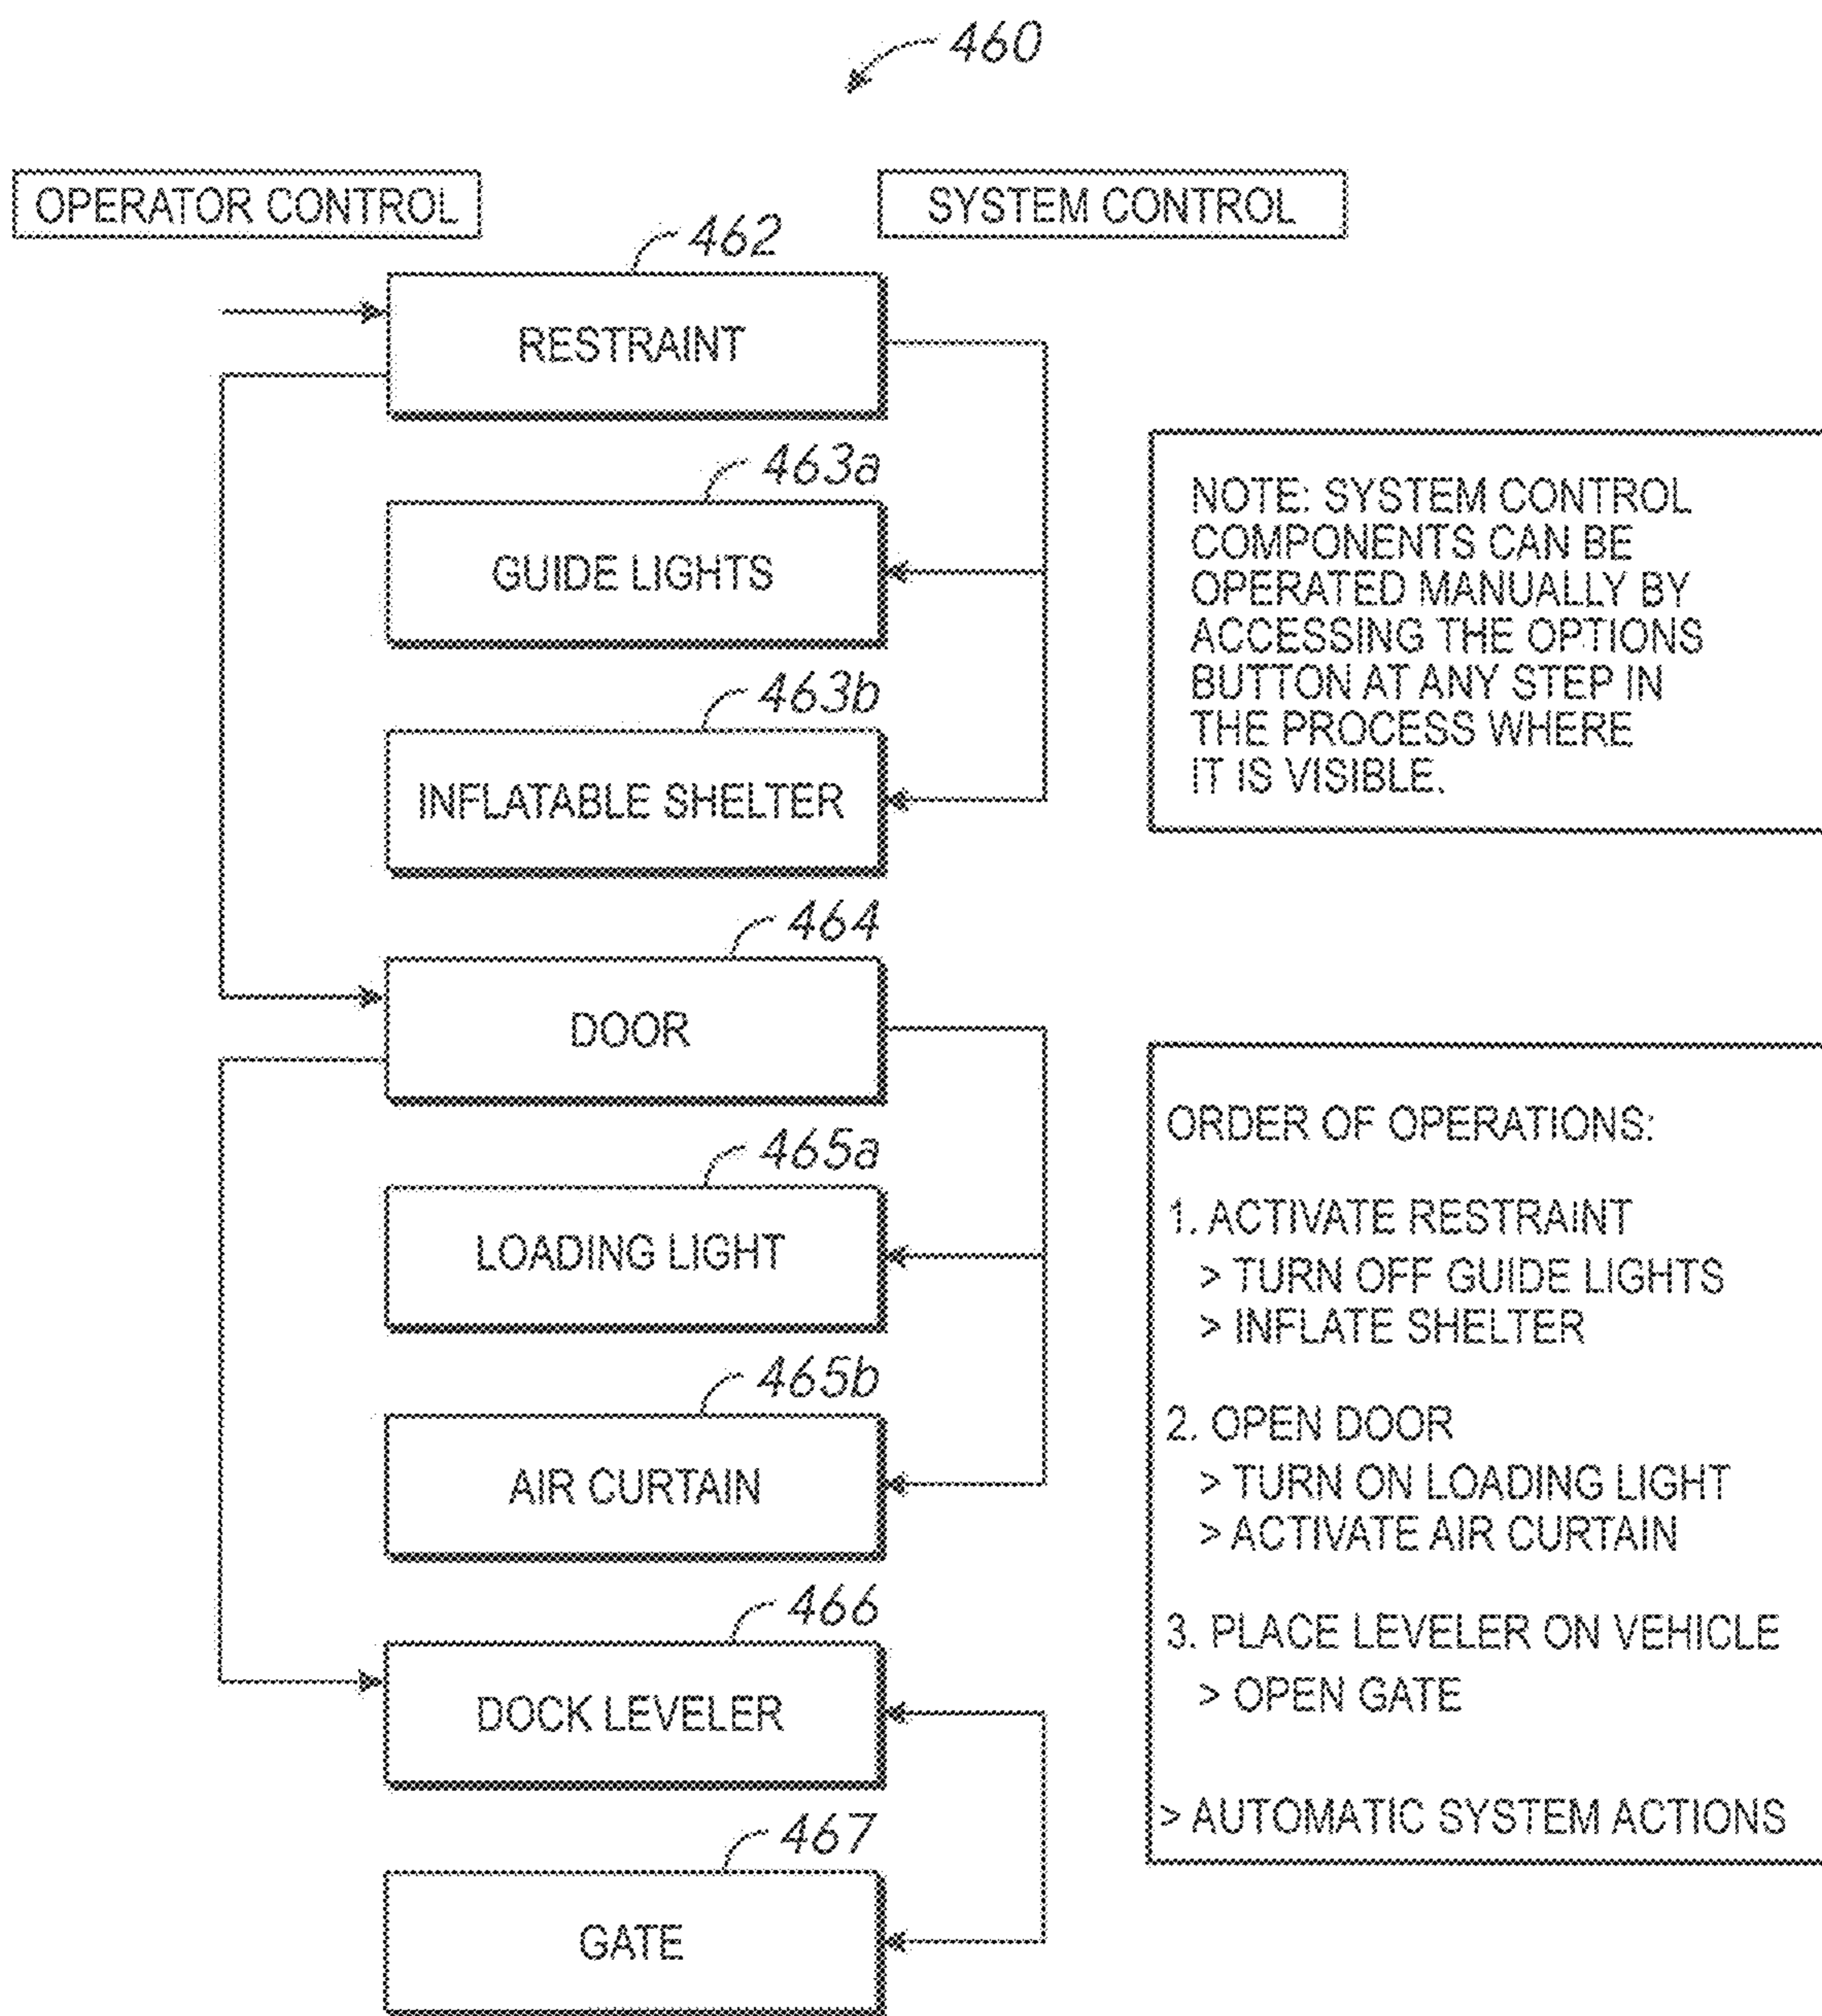 460
OPERATOR CONTROL
SYSTEM CONTROL
462
RESTRAINT
463a
GUIDE LIGHTS
463b
INFLATABLE SHELTER
464
DOOR
465a
LOADING LIGHT
465b
AIR CURTAIN
466
DOCK LEVELER
467
GATE
NOTE: SYSTEM CONTROL
COMPONENTS CAN BE
OPERATED MANUALLY BY
ACCESSING THE OPTIONS
BUTTON AT ANY STEP IN
THE PROCESS WHERE
IT IS VISIBLE.
ORDER OF OPERATIONS:
1. ACTIVATE RESTRAINT
> TURN OFF GUIDE LIGHTS
> INFLATE SHELTER
2. OPEN DOOR
> TURN ON LOADING LIGHT
> ACTIVATE AIR CURTAIN
3. PLACE LEVELER ON VEHICLE
> OPEN GATE
> AUTOMATIC SYSTEM ACTIONS